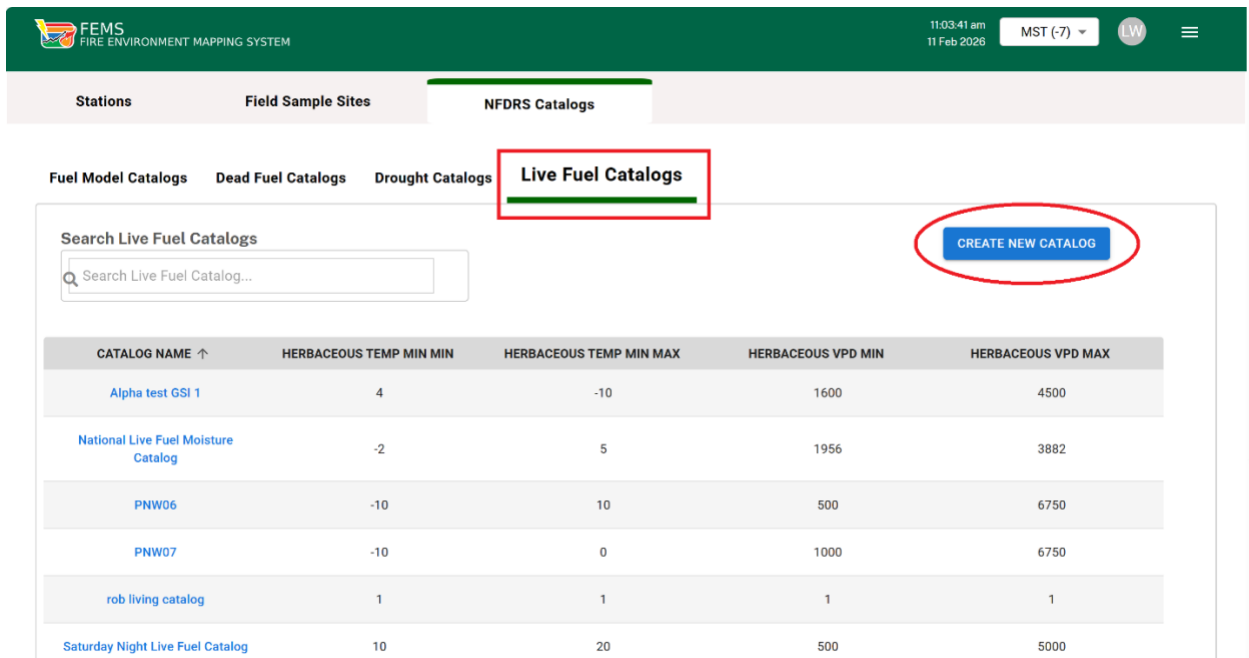 FEMS
FIRE ENVIRONMENT MAPPING SYSTEM
11:03:41 am
11 Feb 2026
MST (-7)
LW
Stations Field Sample Sites NFDRS Catalogs
Fuel Model Catalogs Dead Fuel Catalogs Drought Catalogs Live Fuel Catalogs
Search Live Fuel Catalogs
CREATE NEW CATALOG
Search Live Fuel Catalog...
CATALOG NAME ↑ HERBACEOUS TEMP MIN MIN HERBACEOUS TEMP MIN MAX HERBACEOUS VPD MIN HERBACEOUS VPD MAX
Alpha test GSI 1 4 -10 1600 4500
National Live Fuel Moisture
Catalog -2 5 1956 3882
PNW06 -10 10 500 6750
PNW07 -10 0 1000 6750
rob living catalog 1 1 1 1
Saturday Night Live Fuel Catalog 10 20 500 5000